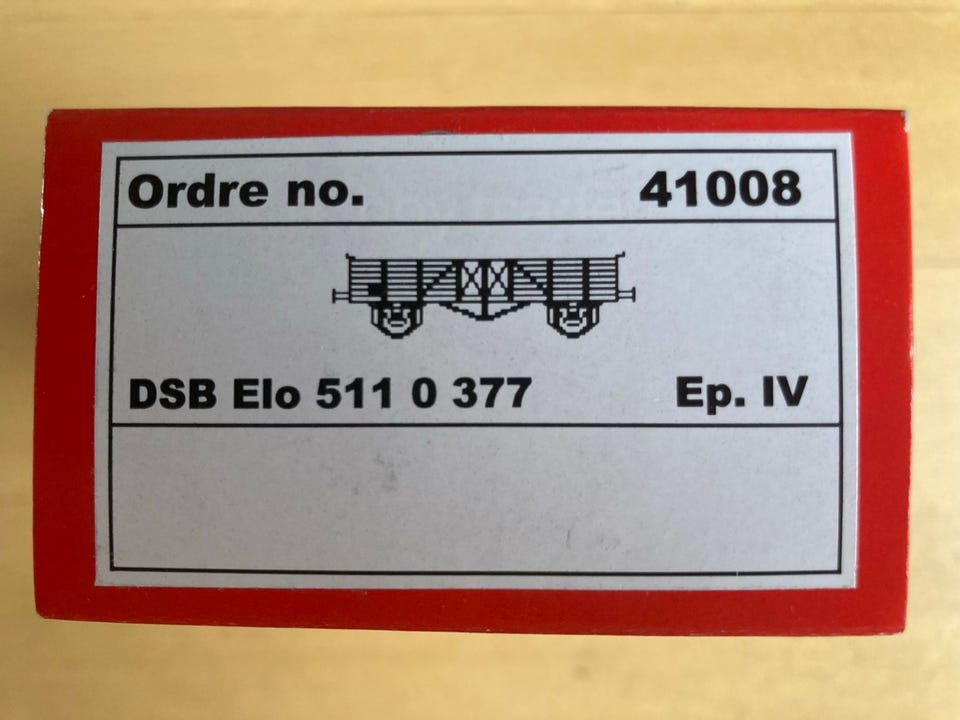 Ordre no. 41008
DSB Elo 511 0 377 Ep. IV